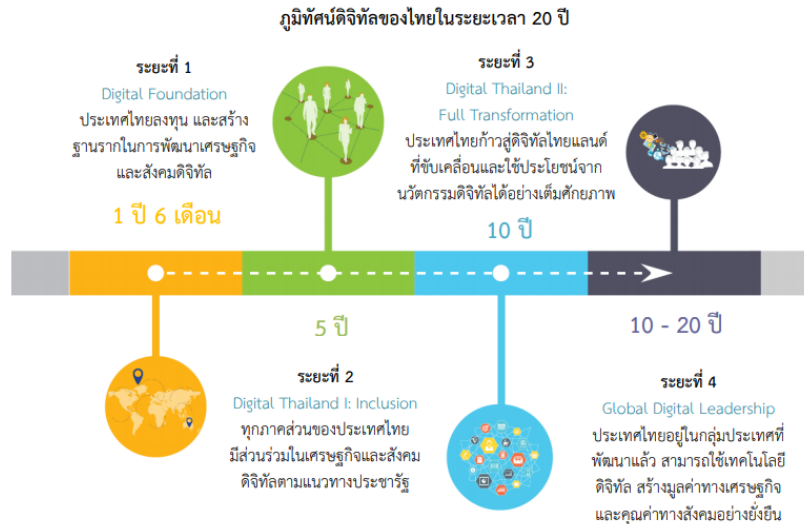 ภูมิทัศน์ดิจิทัลของไทยในระยะเวลา 20 ปี
ระยะที่ 1
Digital Foundation
ประเทศไทยลงทุน และสร้าง
ฐานรากในการพัฒนาเศรษฐกิจ
และสังคมดิจิทัล
1 ปี 6 เดือน
ระยะที่ 2
Digital Thailand I: Inclusion
ทุกภาคส่วนของประเทศไทย
มีส่วนร่วมในเศรษฐกิจและสังคม
ดิจิทัลตามแนวทางประชารัฐ
5 ปี
ระยะที่ 3
Digital Thailand II:
Full Transformation
ประเทศไทยก้าวสู่ดิจิทัลไทยแลนด์
ที่ขับเคลื่อนและใช้ประโยชน์จาก
นวัตกรรมดิจิทัลได้อย่างเต็มศักยภาพ
10 ปี
10 - 20 ปี
ระยะที่ 4
Global Digital Leadership
ประเทศไทยอยู่ในกลุ่มประเทศที่
พัฒนาแล้ว สามารถใช้เทคโนโลยี
ดิจิทัล สร้างมูลค่าทางเศรษฐกิจ
และคุณค่าทางสังคมอย่างยั่งยืน